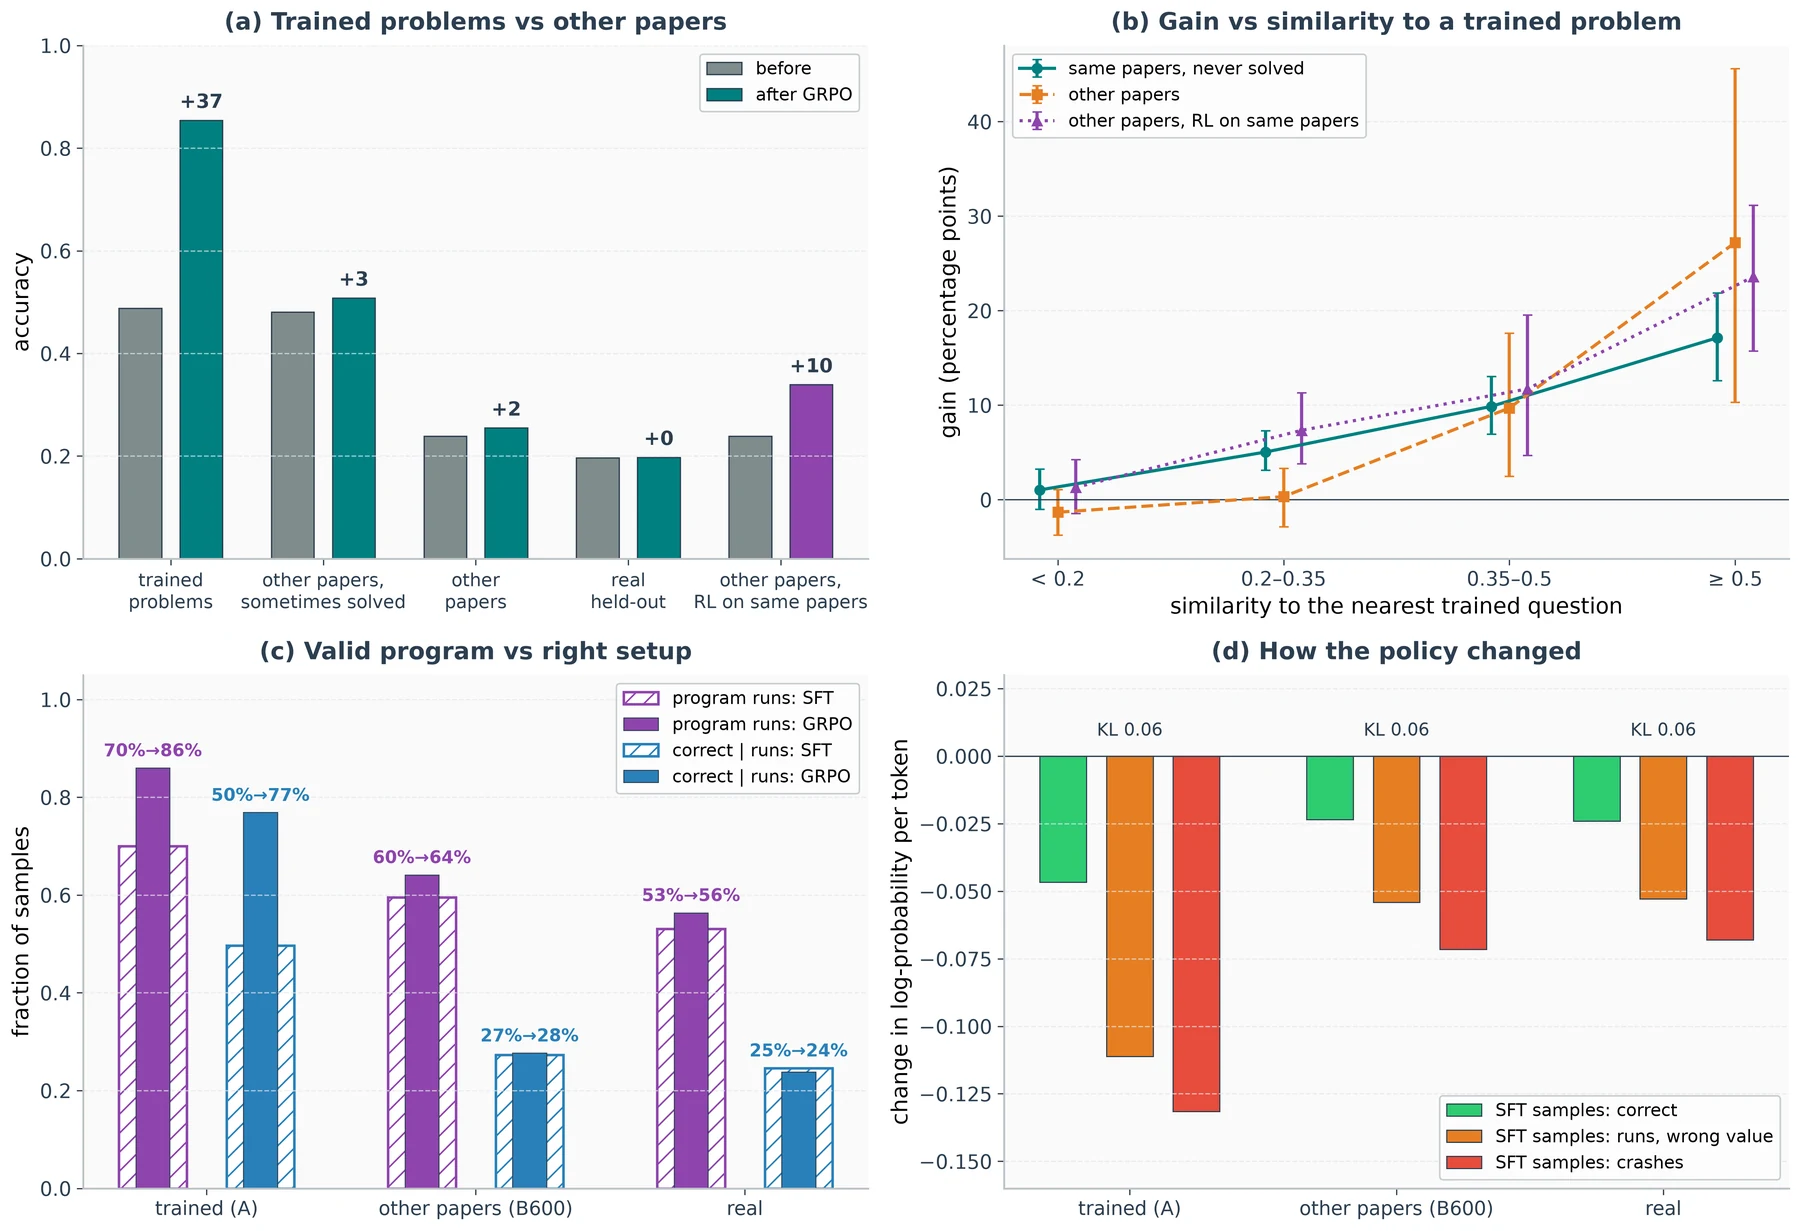 (a) Trained problems vs other papers
accuracy
1.0
0.8
0.6
0.4
0.2
0.0
before
after GRPO
+37
+3
+2
+0
+10
trained
problems
other papers,
sometimes solved
other
papers
real
held-out
other papers,
RL on same papers
(b) Gain vs similarity to a trained problem
gain (percentage points)
40
30
20
10
0
same papers, never solved
other papers
other papers, RL on same papers
< 0.2
0.2–0.35
0.35–0.5
≥ 0.5
similarity to the nearest trained question
(c) Valid program vs right setup
fraction of samples
1.0
0.8
0.6
0.4
0.2
0.0
program runs: SFT
program runs: GRPO
correct | runs: SFT
correct | runs: GRPO
70%→86%
50%→77%
60%→64%
27%→28%
53%→56%
25%→24%
trained (A)
other papers (B600)
real
(d) How the policy changed
change in log-probability per token
0.025
0.000
−0.025
−0.050
−0.075
−0.100
−0.125
−0.150
KL 0.06
KL 0.06
KL 0.06
SFT samples: correct
SFT samples: runs, wrong value
SFT samples: crashes
trained (A)
other papers (B600)
real